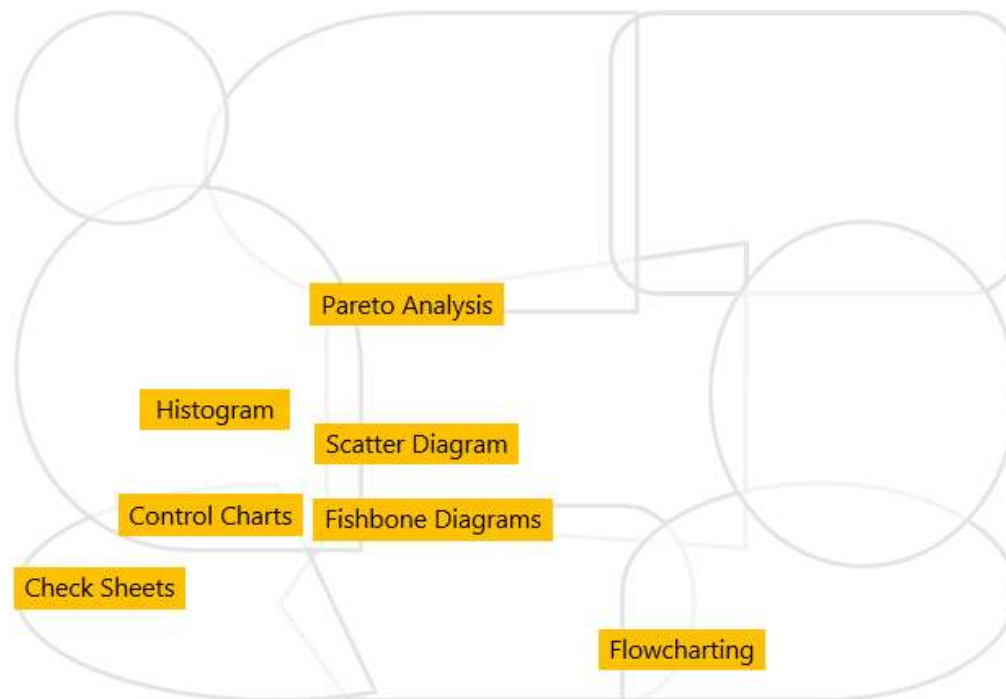 Pareto Analysis
Histogram
Scatter Diagram
Control Charts
Fishbone Diagrams
Check Sheets
Flowcharting